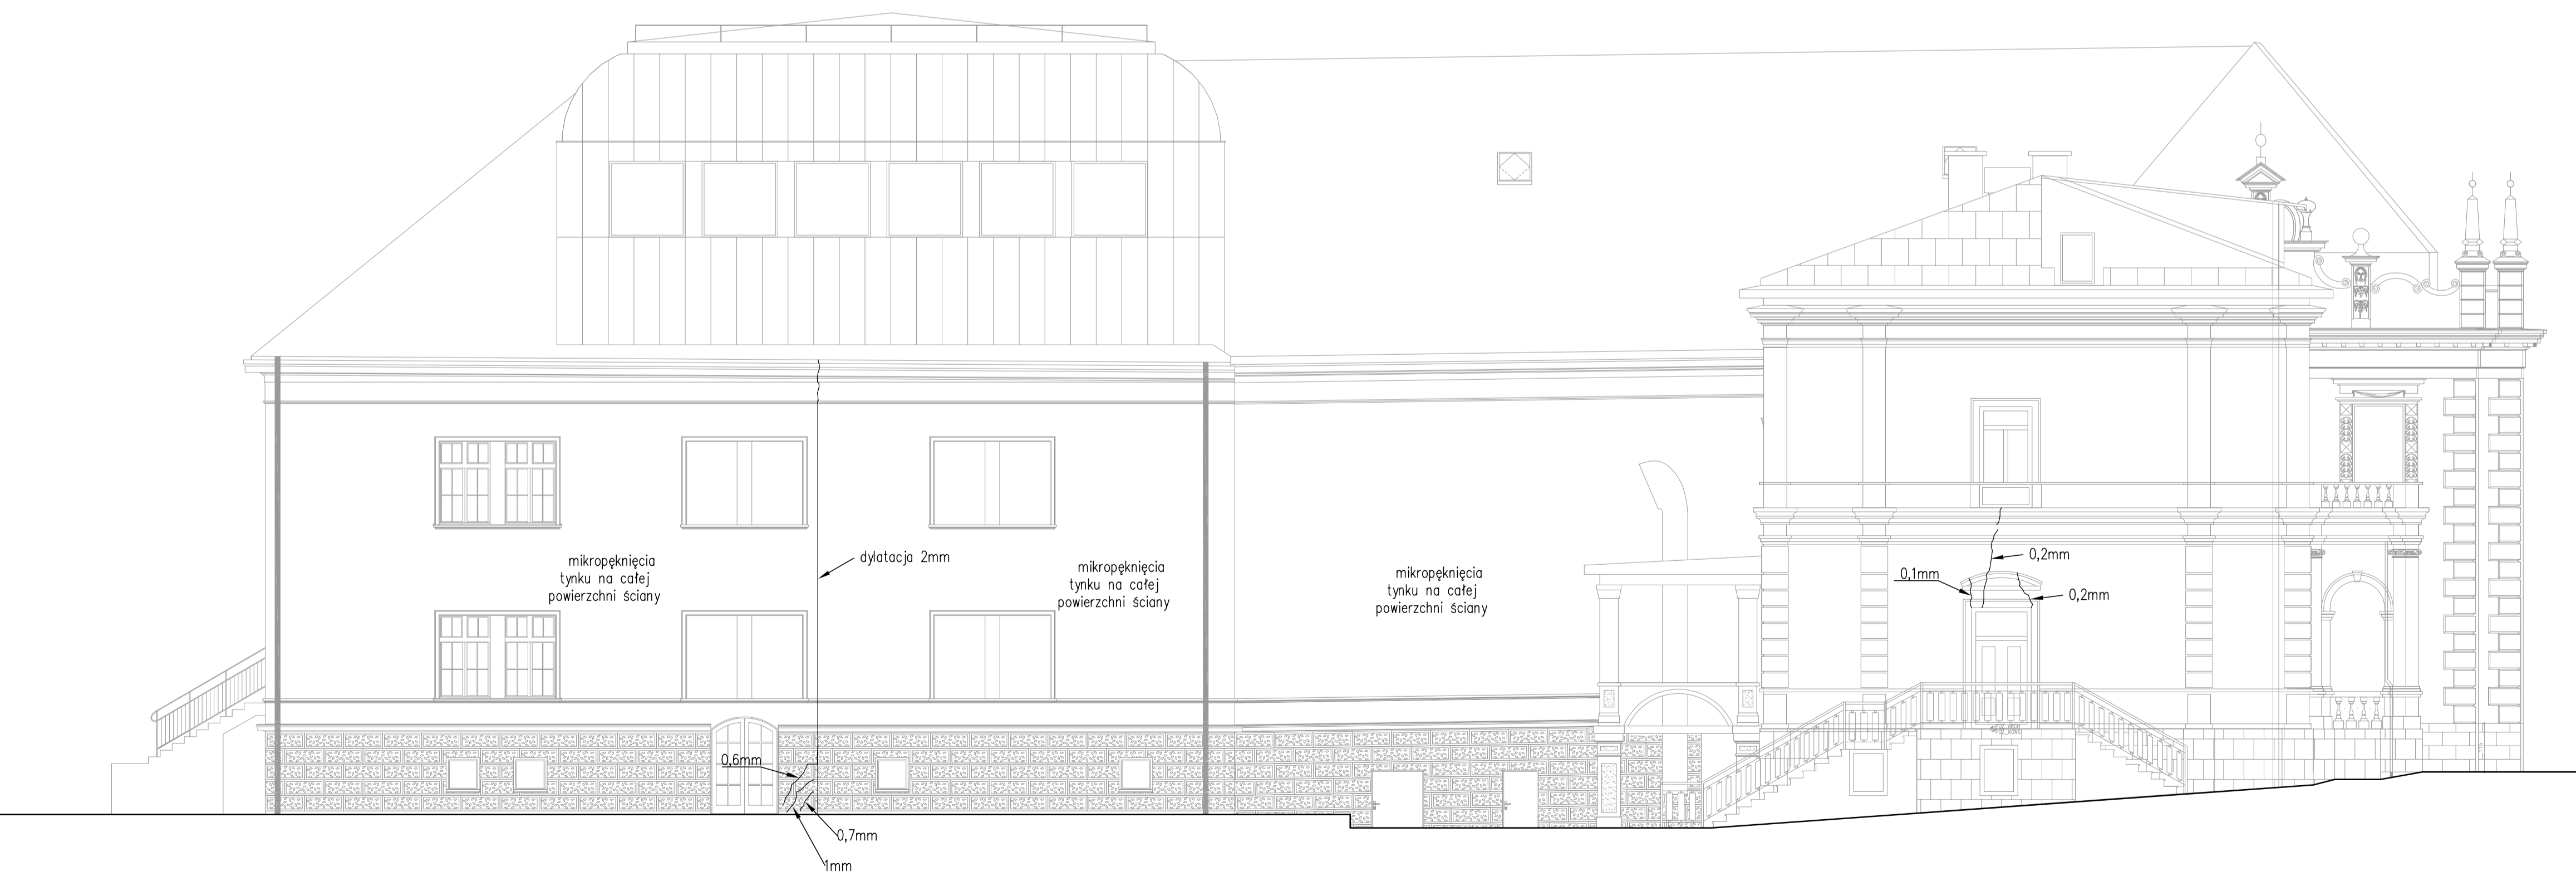 mikropęknięcia
tynku na całej
powierzchni ściany
dylatacja 2mm
mikropęknięcia
tynku na całej
powierzchni ściany
mikropęknięcia
tynku na całej
powierzchni ściany
0,2mm
0,1mm
0,2mm
0,6mm
0,7mm
1mm